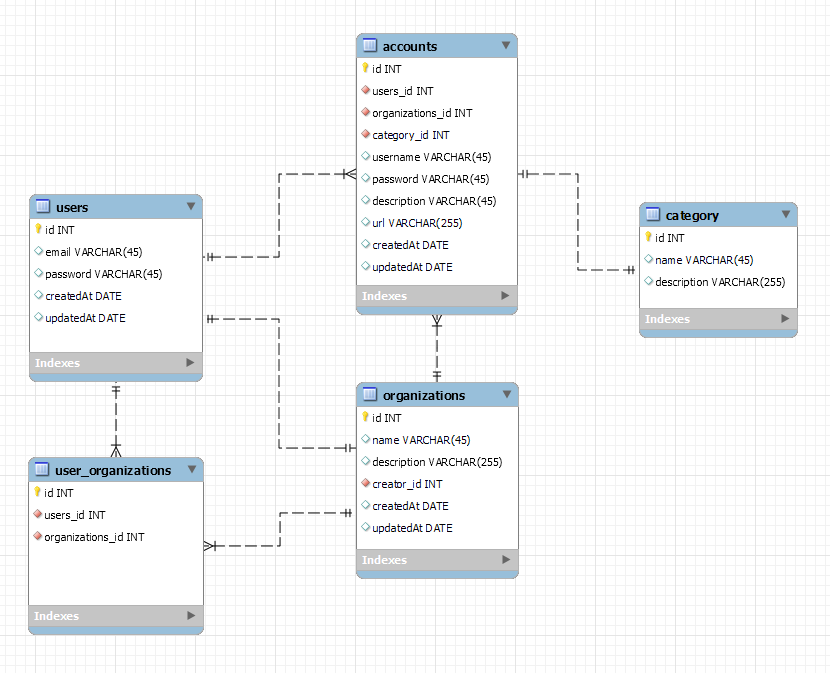 accounts
id INT
users_id INT
organizations_id INT
category_id INT
username VARCHAR(45)
password VARCHAR(45)
description VARCHAR(45)
url VARCHAR(255)
createdAt DATE
updatedAt DATE
Indexes
users
id INT
email VARCHAR(45)
password VARCHAR(45)
createdAt DATE
updatedAt DATE
Indexes
category
id INT
name VARCHAR(45)
description VARCHAR(255)
Indexes
organizations
id INT
name VARCHAR(45)
description VARCHAR(255)
creator_id INT
createdAt DATE
updatedAt DATE
Indexes
user_organizations
id INT
users_id INT
organizations_id INT
Indexes